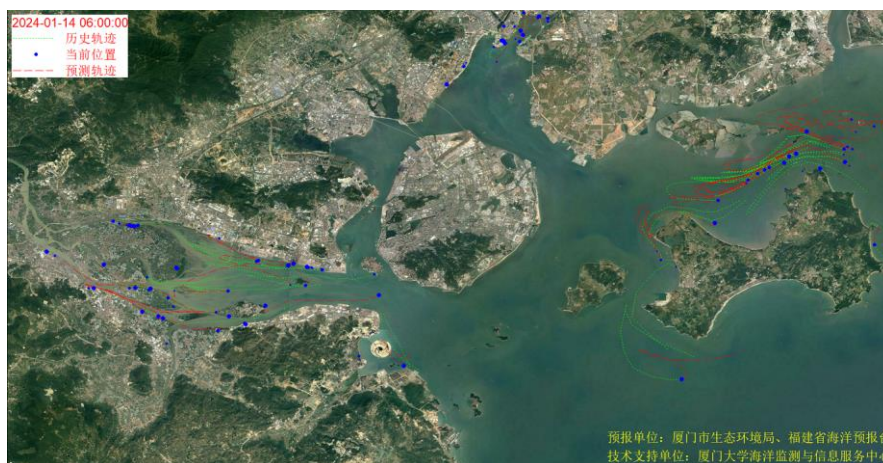 2024-01-14 06:00:00
历史轨迹
当前位置
预测轨迹
预报单位：厦门市生态环境局、福建省海洋预报台
技术支持单位：厦门大学海洋监测与信息服务中心